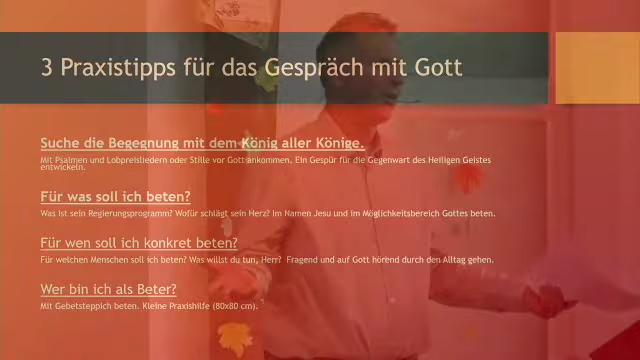 3 Praxistipps für das Gespräch mit Gott
Suche die Begegnung mit dem König aller Könige.
Mit Psalmen und Lobpreisliedern oder Stille vor Gott ankommen. Ein Gespür für die Gegenwart des Heiligen Geistes
entwickeln.
Für was soll ich beten?
Was ist sein Regierungsprogramm? Wofür schlägt sein Herz? Im Namen Jesu und im Möglichkeitsbereich Gottes beten.
Für wen soll ich konkret beten?
Für welchen Menschen soll ich beten? Was willst du tun, Herr? Fragend und auf Gott hörend durch den Alltag gehen.
Wer bin ich als Beter?
Mit Gebetsteppich beten. Kleine Praxishilfe (80x80 cm).